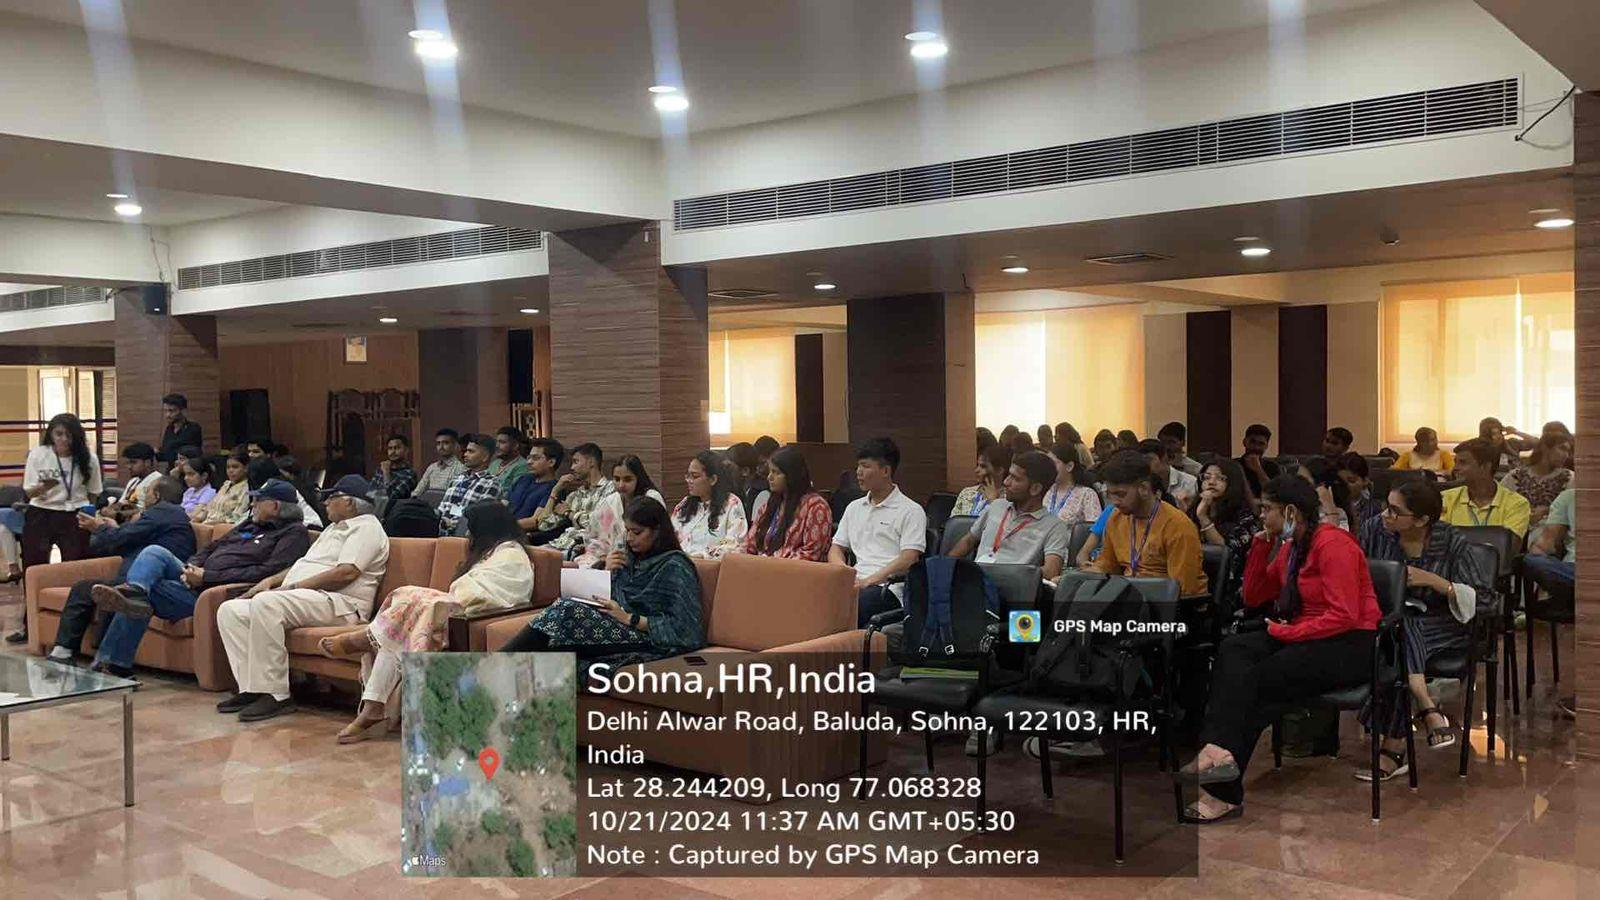 GPS Map Camera
Sohna,HR,India
Delhi Alwar Road, Baluda, Sohna, 122103, HR,
India
Lat 28.244209, Long 77.068328
10/21/2024 11:37 AM GMT+05:30
Note : Captured by GPS Map Camera
Maps